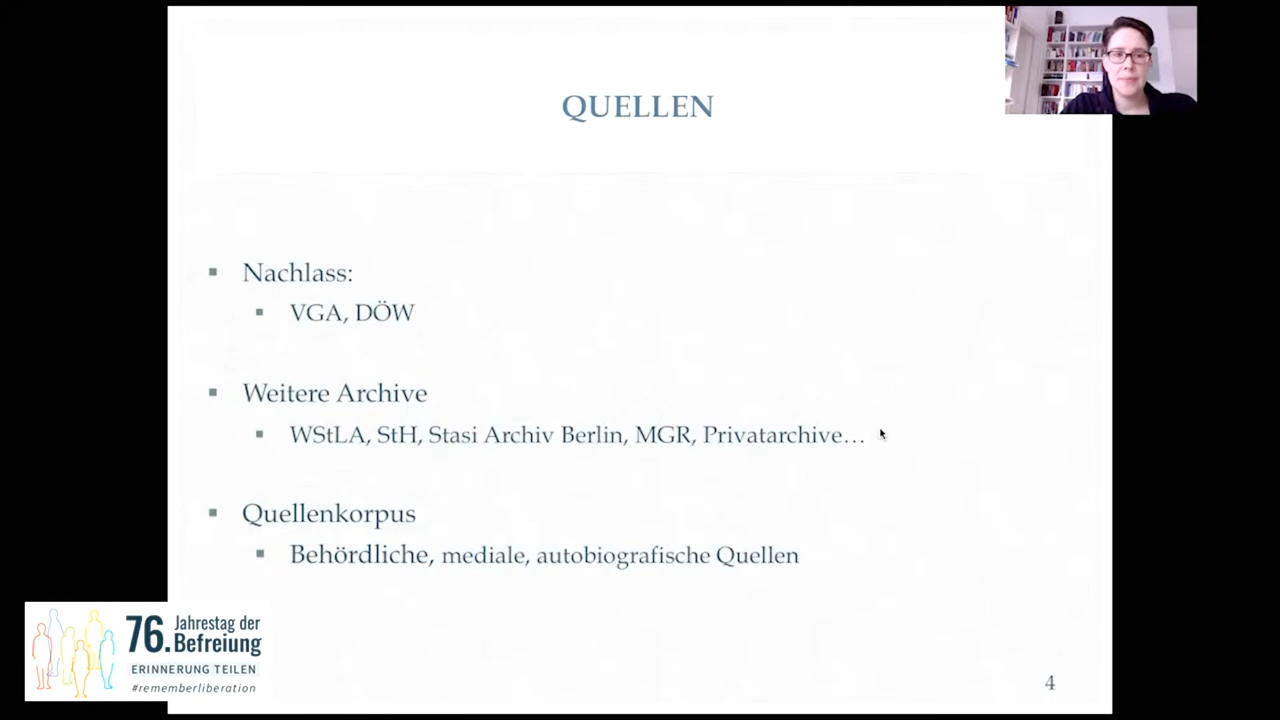 QUELLEN
Nachlass:
VGA, DÖW
Weitere Archive
WStLA, StH, Stasi Archiv Berlin, MGR, Privatarchive…
Quellenkorpus
Behördliche, mediale, autobiografische Quellen
76. Jahrestag der
Befreiung
ERINNERUNG TEILEN
#rememberliberation
4